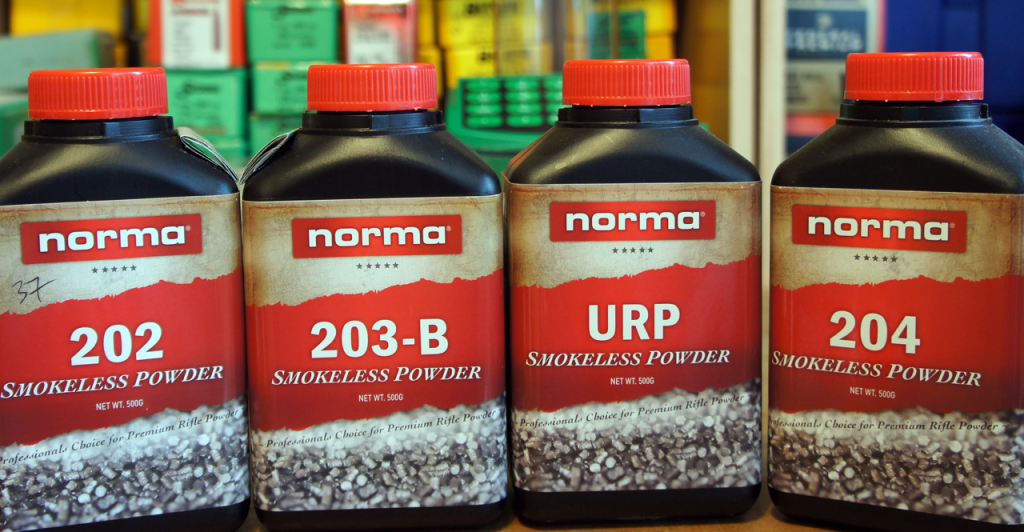 norma
37
202
SMOKELESS POWDER
NET WT. 500G
Professionals Choice for Premium Rifle Powder
norma
203-B
SMOKELESS POWDER
NET WT. 500G
Professionals Choice for Premium Rifle Powder
norma
URP
SMOKELESS POWDER
NET WT. 500G
Professionals Choice for Premium Rifle Powder
norma
204
SMOKELESS POWDER
NET WT. 500G
Professionals Choice for Premium Rifle Powder